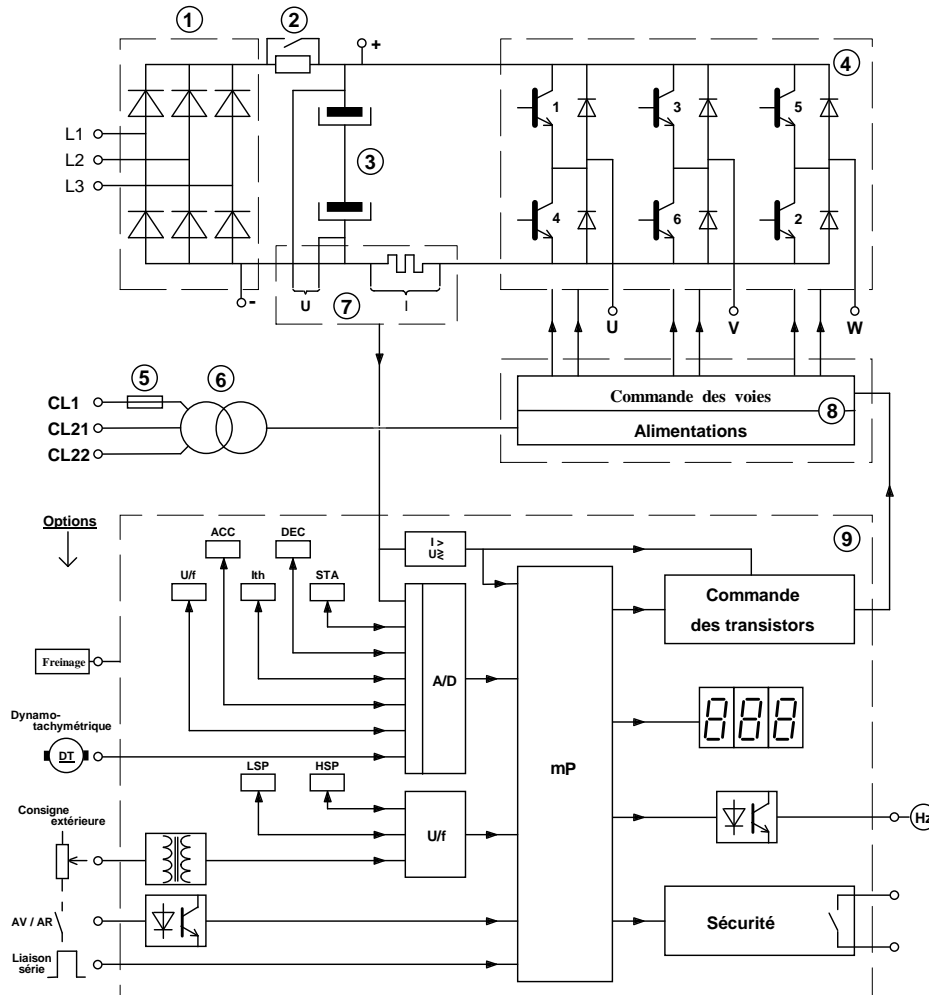 1
2
+
4
1
3
5
L1
L2
L3
3
4
6
2
-
U
7
I
U
V
W
5
6
CL1
CL21
CL22
Commande des voies
8
Alimentations
Options
ACC
DEC
9
U/f
Ith
STA
I >
U≷
Commande
des transistors
Freinage
A/D
Dynamo-
tachymétrique
DT
888
mP
LSP
HSP
Consigne
extérieure
U/f
Hz
AV / AR
Sécurité
Liaison
série